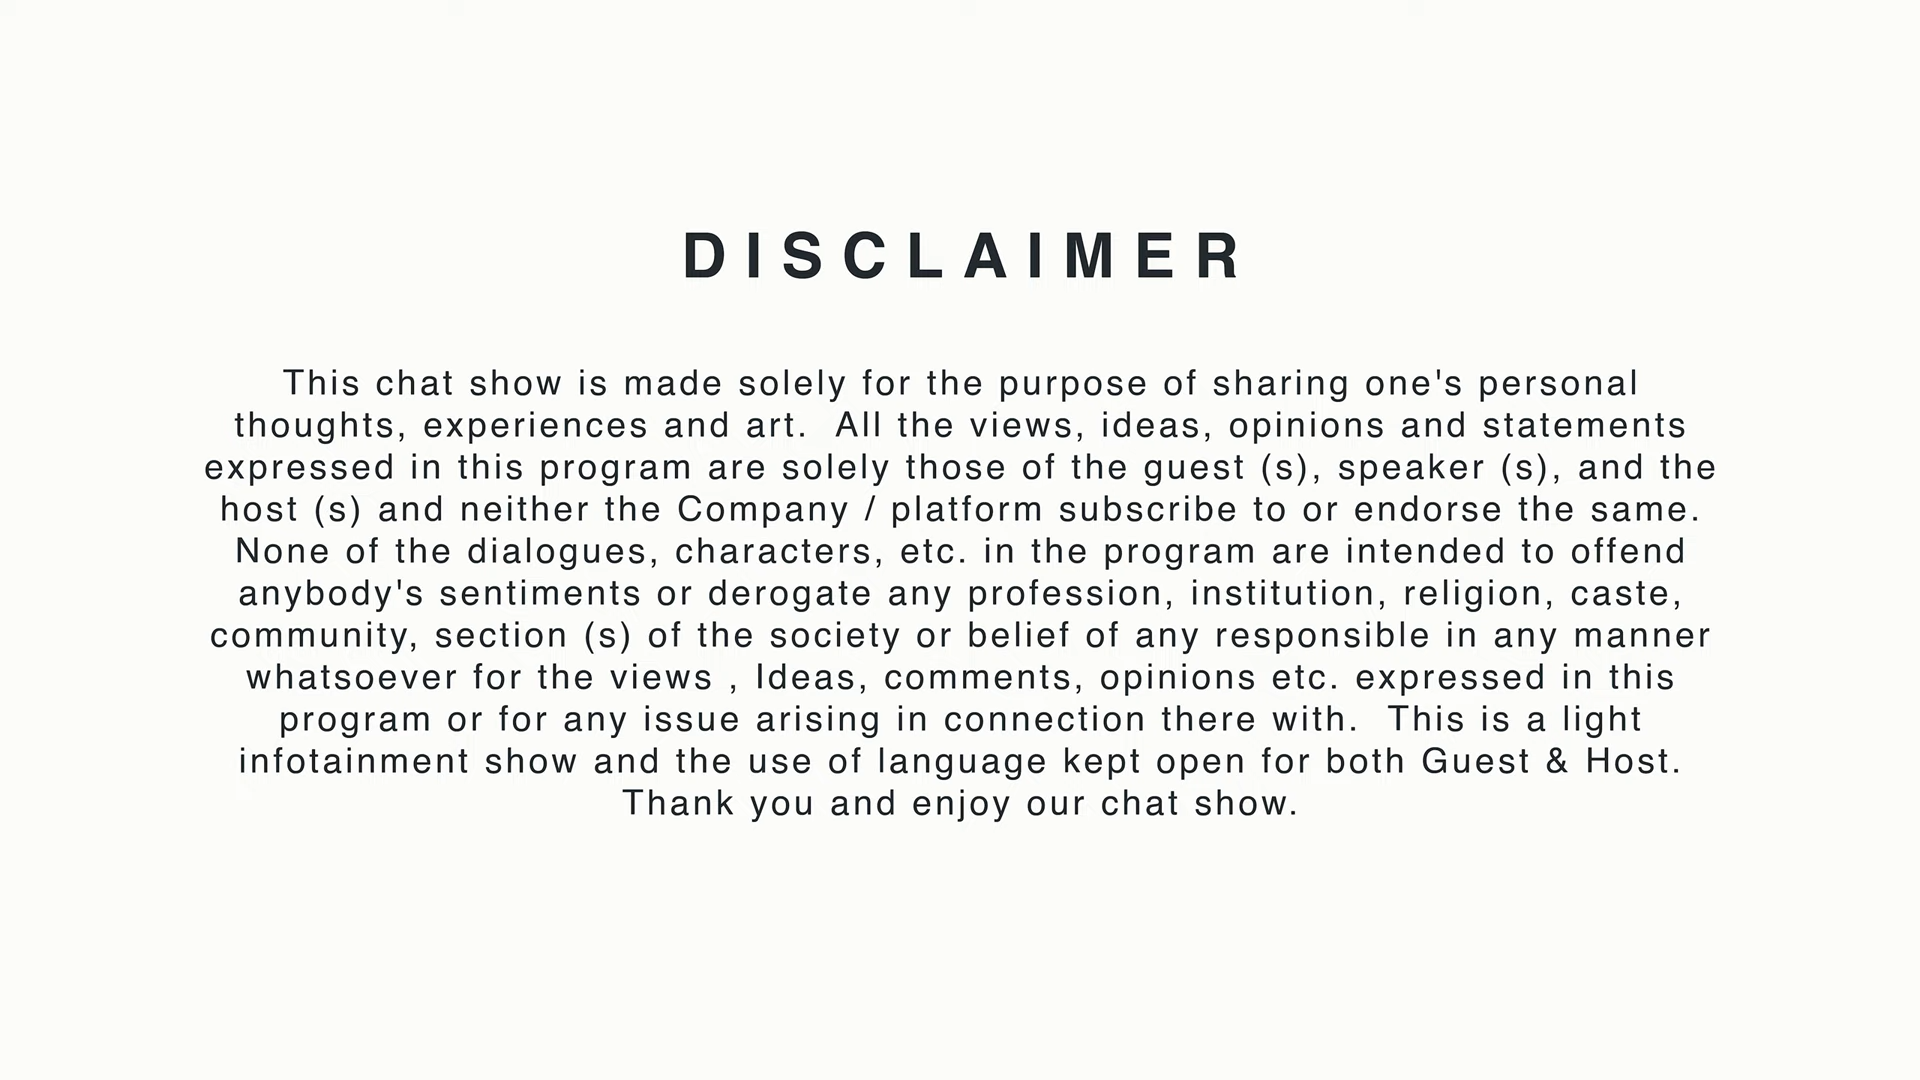 DISCLAIMER
This chat show is made solely for the purpose of sharing one's personal
thoughts, experiences and art.  All the views, ideas, opinions and statements
expressed in this program are solely those of the guest (s), speaker (s), and the
host (s) and neither the Company / platform subscribe to or endorse the same.
None of the dialogues, characters, etc. in the program are intended to offend
anybody's sentiments or derogate any profession, institution, religion, caste,
community, section (s) of the society or belief of any responsible in any manner
whatsoever for the views , Ideas, comments, opinions etc. expressed in this
program or for any issue arising in connection there with.  This is a light
infotainment show and the use of language kept open for both Guest & Host.
Thank you and enjoy our chat show.